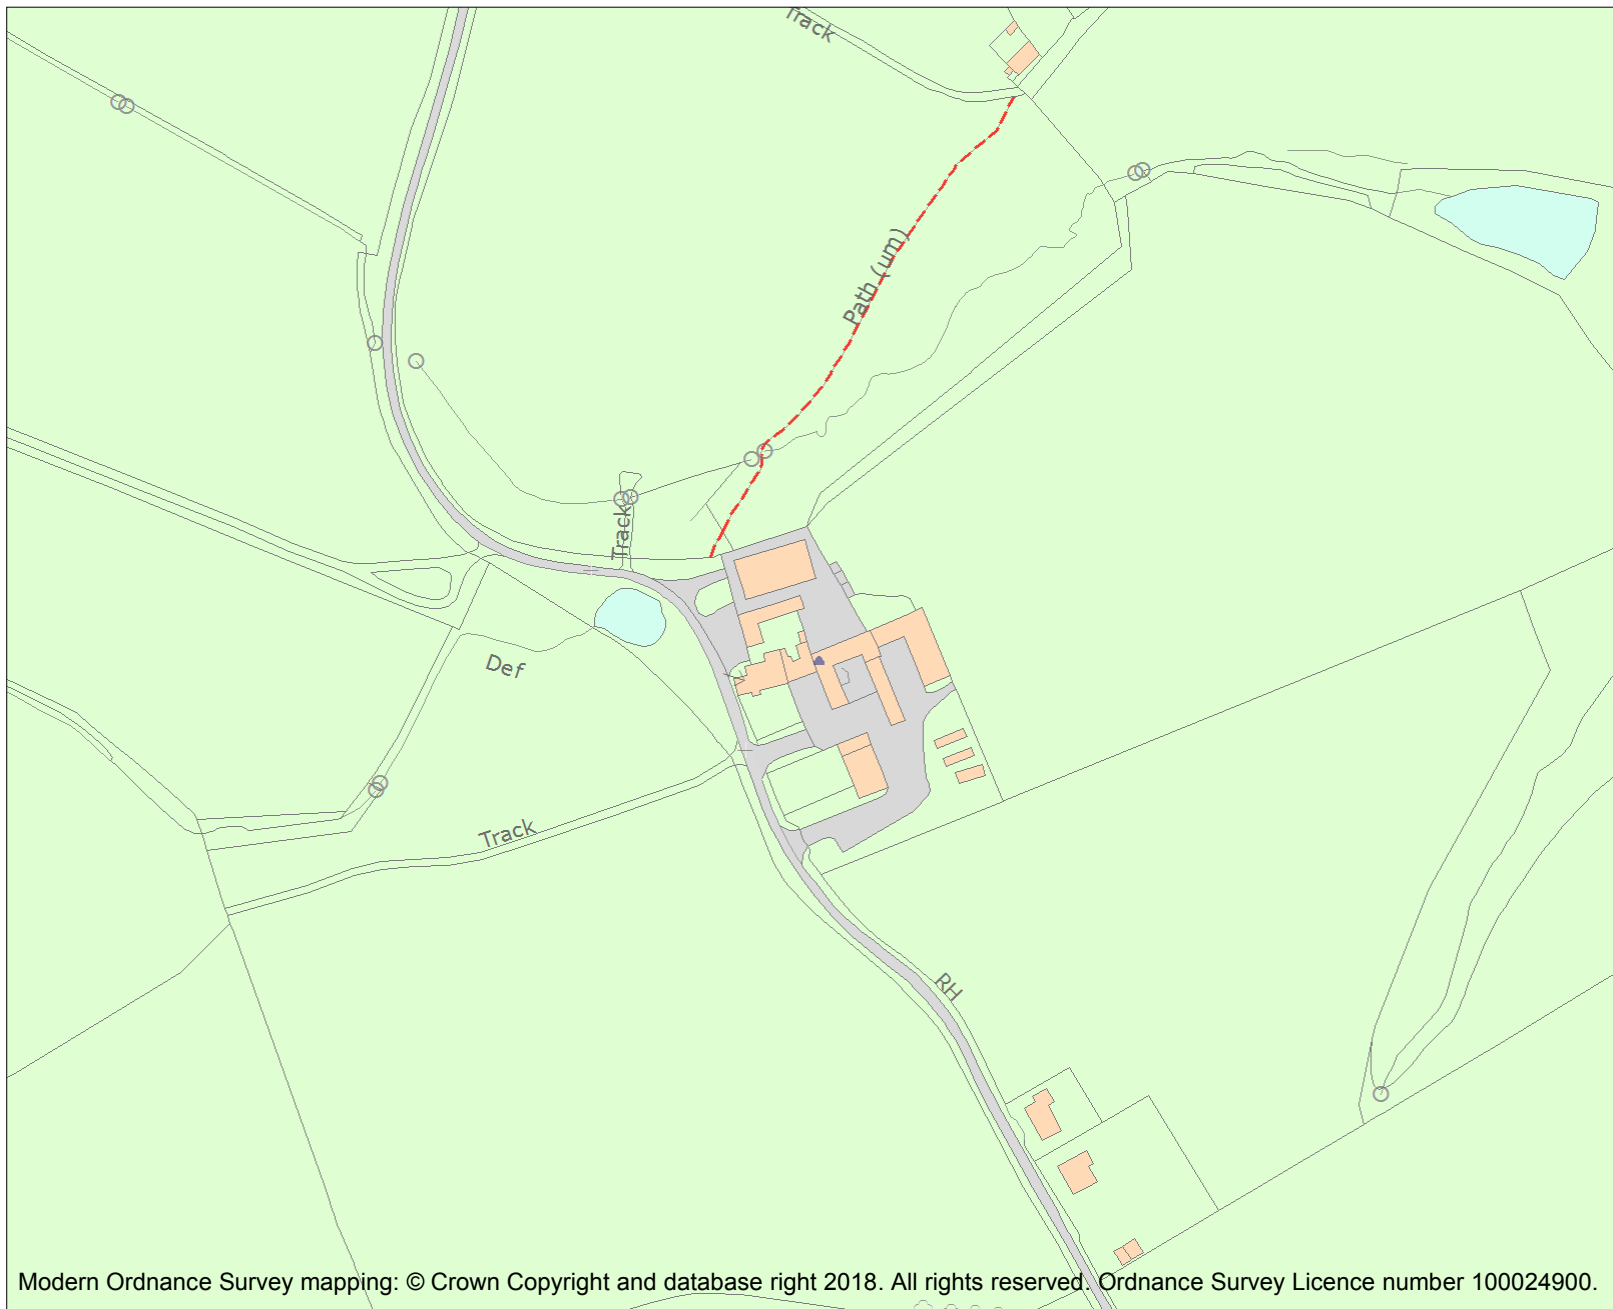 Track
Path (um)
Track
Def
Track
RH
Modern Ordnance Survey mapping: © Crown Copyright and database right 2018. All rights reserved. Ordnance Survey Licence number 100024900.